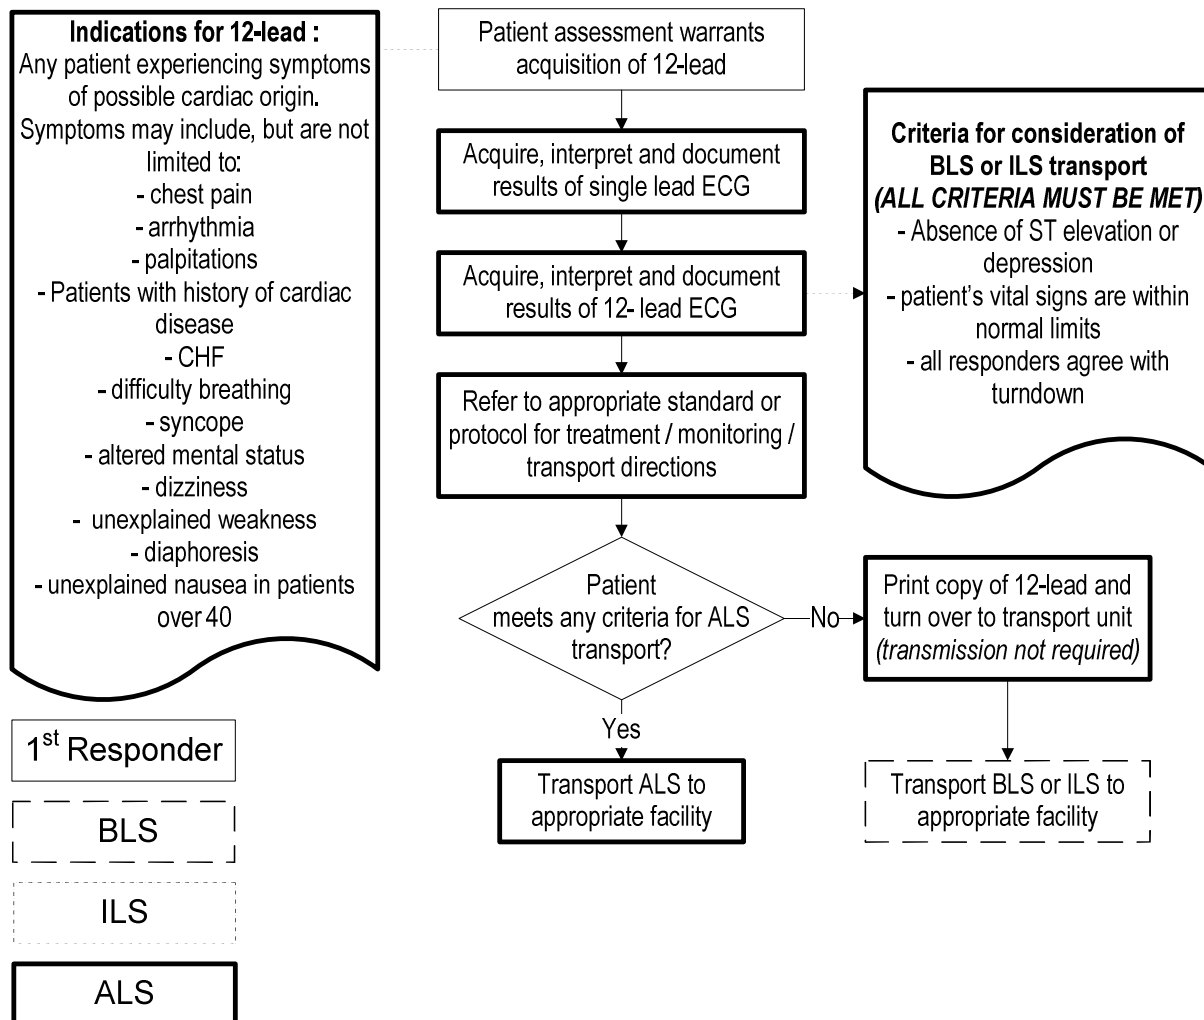 Indications for 12-lead :
Any patient experiencing symptoms
of possible cardiac origin.
Symptoms may include, but are not
limited to:
- chest pain
- arrhythmia
- palpitations
- Patients with history of cardiac
disease
- CHF
- difficulty breathing
- syncope
- altered mental status
- dizziness
- unexplained weakness
- diaphoresis
- unexplained nausea in patients
over 40
Patient assessment warrants
acquisition of 12-lead
Acquire, interpret and document
results of single lead ECG
Acquire, interpret and document
results of 12- lead ECG
Refer to appropriate standard or
protocol for treatment / monitoring /
transport directions
Criteria for consideration of
BLS or ILS transport
(ALL CRITERIA MUST BE MET)
- Absence of ST elevation or
depression
- patient's vital signs are within
normal limits
- all responders agree with
turndown
Patient
meets any criteria for ALS
transport?
No
Print copy of 12-lead and
turn over to transport unit
(transmission not required)
Yes
Transport ALS to
appropriate facility
Transport BLS or ILS to
appropriate facility
1st Responder
BLS
ILS
ALS